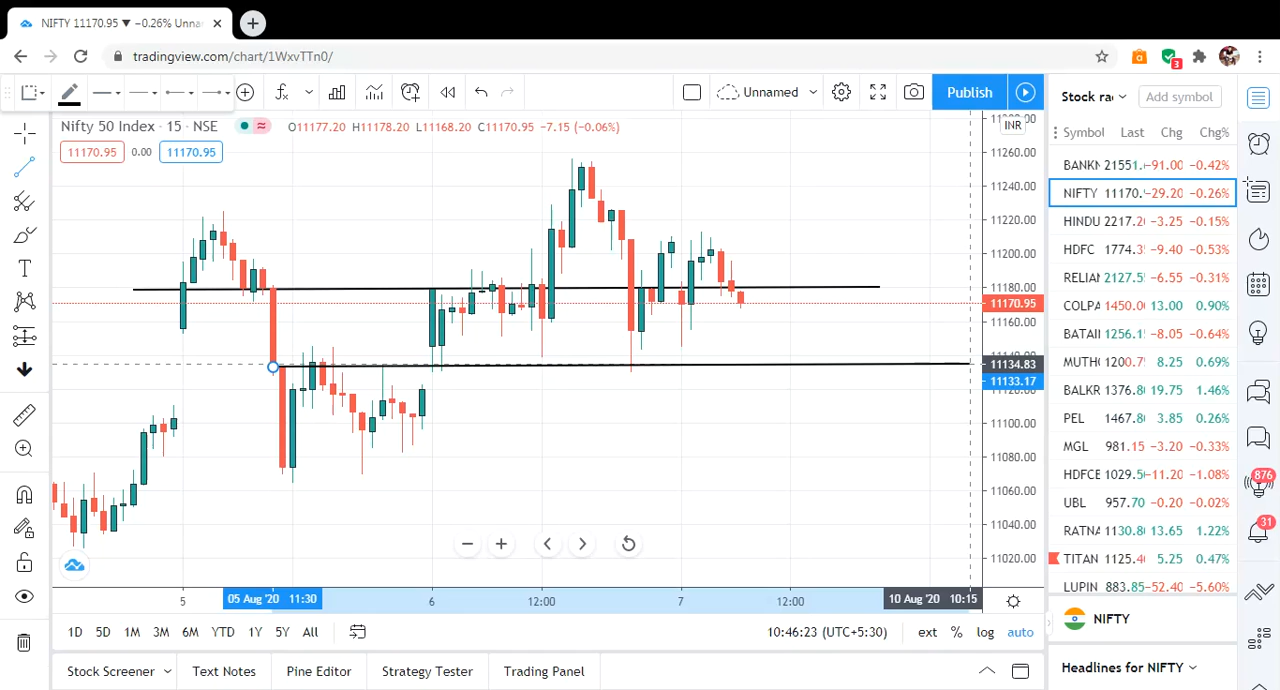 NIFTY 11170.95 ▼ −0.26% Unna
tradingview.com/chart/1WxvTTn0/
3
Unnamed
Publish
Stock ra
Add symbol
Nifty 50 Index · 15 · NSE
O11177.20 H11178.20 L11168.20 C11170.95 −7.15 (−0.06%)
INR
Symbol Last Chg Chg%
11170.95 0.00 11170.95
11260.00
11240.00
11220.00
11200.00
11180.00
11170.95
11160.00
11134.83
11133.17
11100.00
11080.00
11060.00
11040.00
11020.00
BANKN 21551. −91.00 −0.42%
NIFTY 11170. −29.20 −0.26%
HINDU 2217.20 −3.25 −0.15%
HDFC 1774.3 −9.40 −0.53%
RELIAN 2127.5 −6.55 −0.31%
COLPA 1450.0 13.00 0.90%
BATAII 1256.1 −8.05 −0.64%
MUTHO 1200.7 8.25 0.69%
BALKR 1376.8 19.75 1.46%
PEL 1467.8 3.85 0.26%
MGL 981.15 −3.20 −0.33%
HDFCB 1029.5 −11.20 −1.08%
UBL 957.70 −0.20 −0.02%
RATNA 1130.8 13.65 1.22%
TITAN 1125.4 5.25 0.47%
LUPIN 883.85 −52.40 −5.60%
876
31
5 05 Aug '20 11:30 6 12:00 7 12:00 10 Aug '20 10:15
1D 5D 1M 3M 6M YTD 1Y 5Y All
10:46:23 (UTC+5:30) ext % log auto
NIFTY
Stock Screener Text Notes Pine Editor Strategy Tester Trading Panel
Headlines for NIFTY